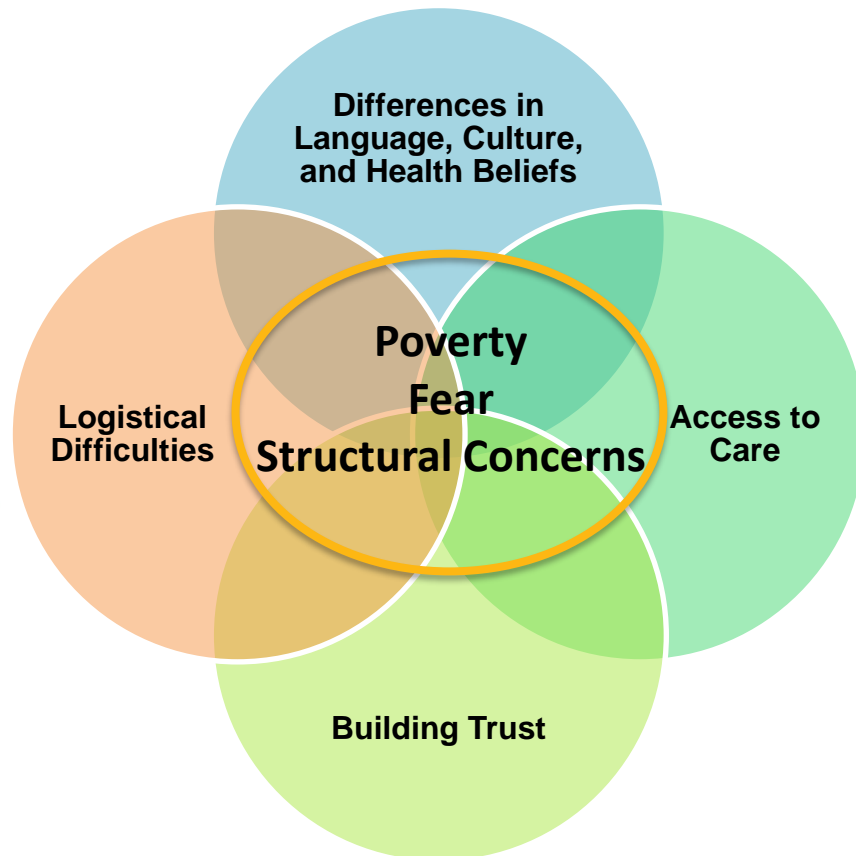 Differences in
Language, Culture,
and Health Beliefs
Poverty
Fear
Structural Concerns
Logistical
Difficulties
Access to
Care
Building Trust